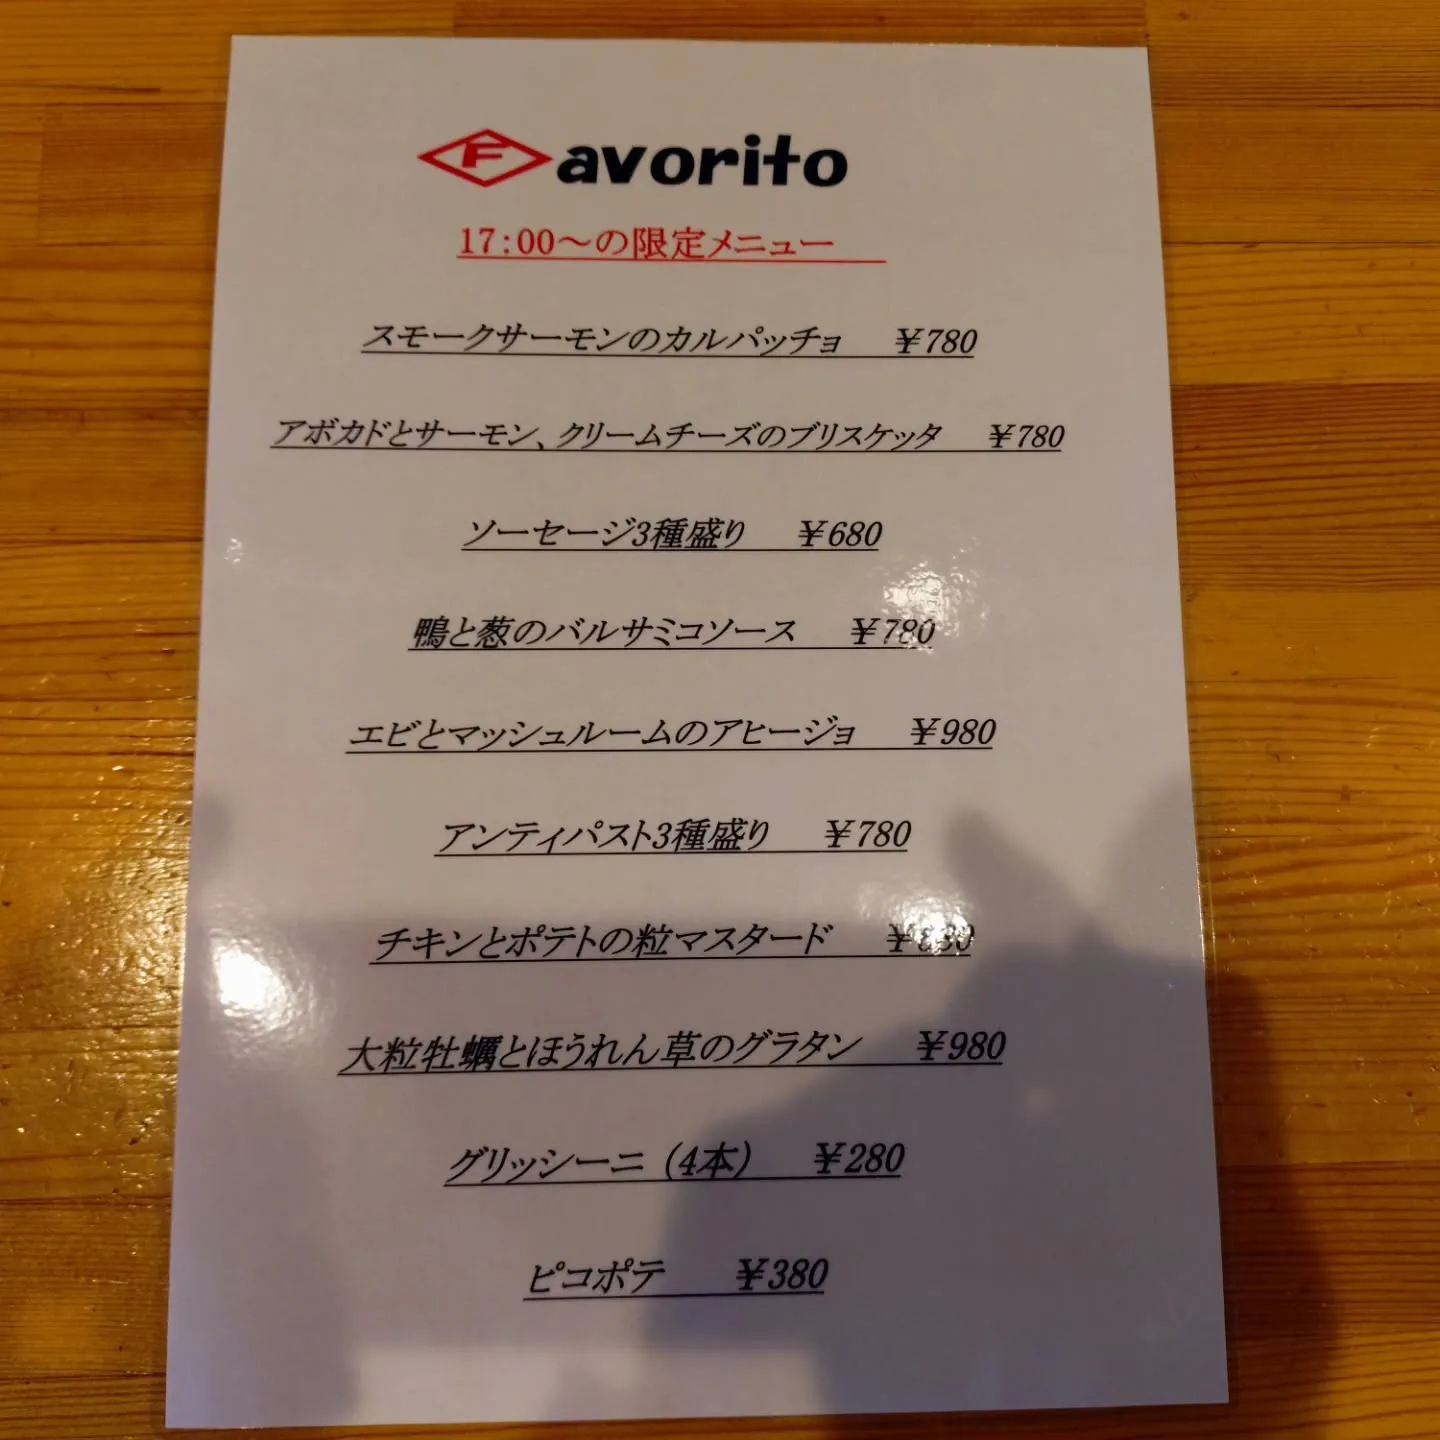 Favorito
17:00～の限定メニュー
スモークサーモンのカルパッチョ ￥780
アボカドとサーモン、クリームチーズのブリスケッタ ￥780
ソーセージ3種盛り ￥680
鴨と葱のバルサミコソース ￥780
エビとマッシュルームのアヒージョ ￥980
アンティパスト3種盛り ￥780
チキンとポテトの粒マスタード
大粒牡蠣とほうれん草のグラタン ￥980
グリッシーニ (4本) ￥280
ピコポテ ￥380